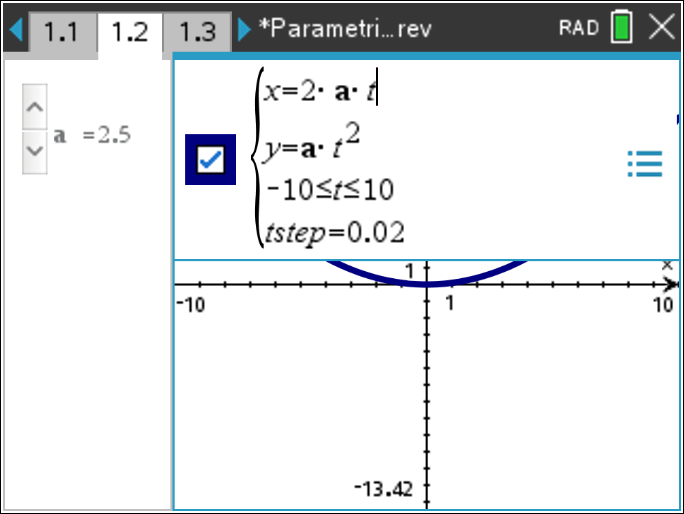 1.1 1.2 1.3 *Parametri...rev RAD
x=2· a· t
a =2.5
y=a· t²
-10≤t≤10
tstep=0.02
1 x
-10 1 10
-13.42